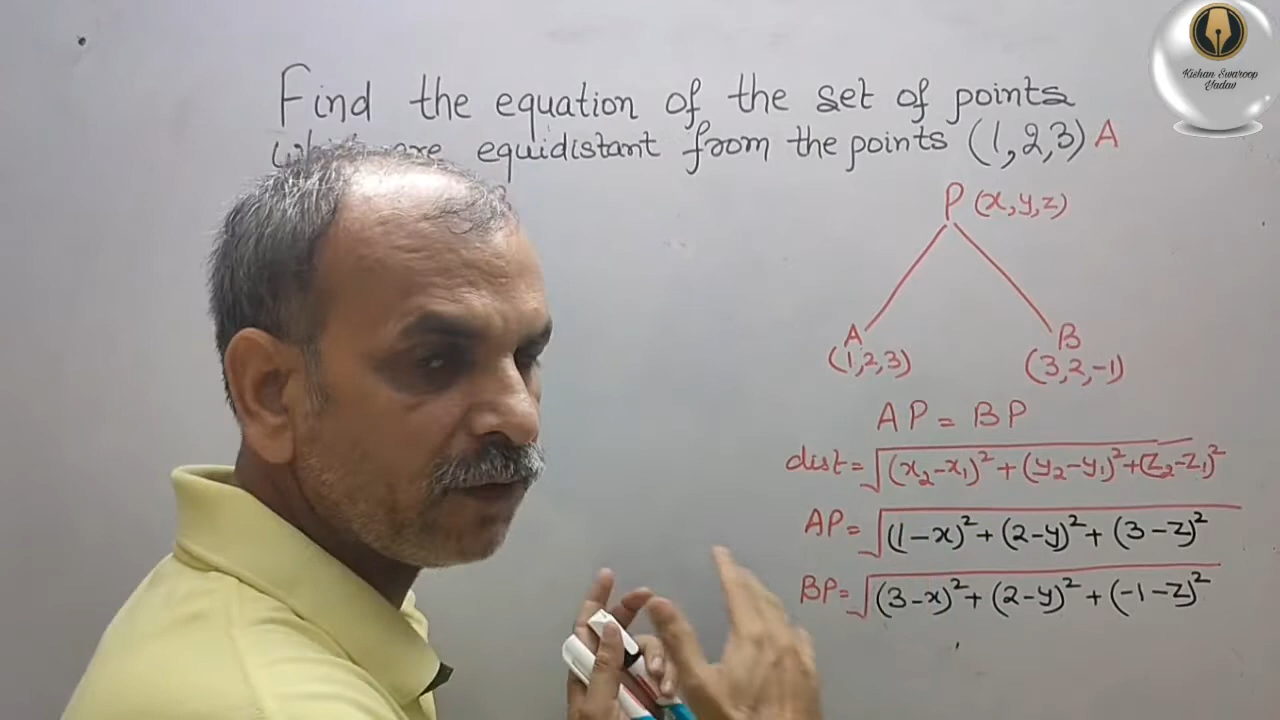 Kishan Swaroop
Yadav
Find the equation of the set of points
equidistant from the points (1,2,3) A
P (x,y,z)
A
B
(1,2,3)
(3,2,-1)
AP = BP
dist = √(x₂-x₁)² + (y₂-y₁)² + (z₂-z₁)²
AP = √(1-x)² + (2-y)² + (3-z)²
BP = √(3-x)² + (2-y)² + (-1-z)²